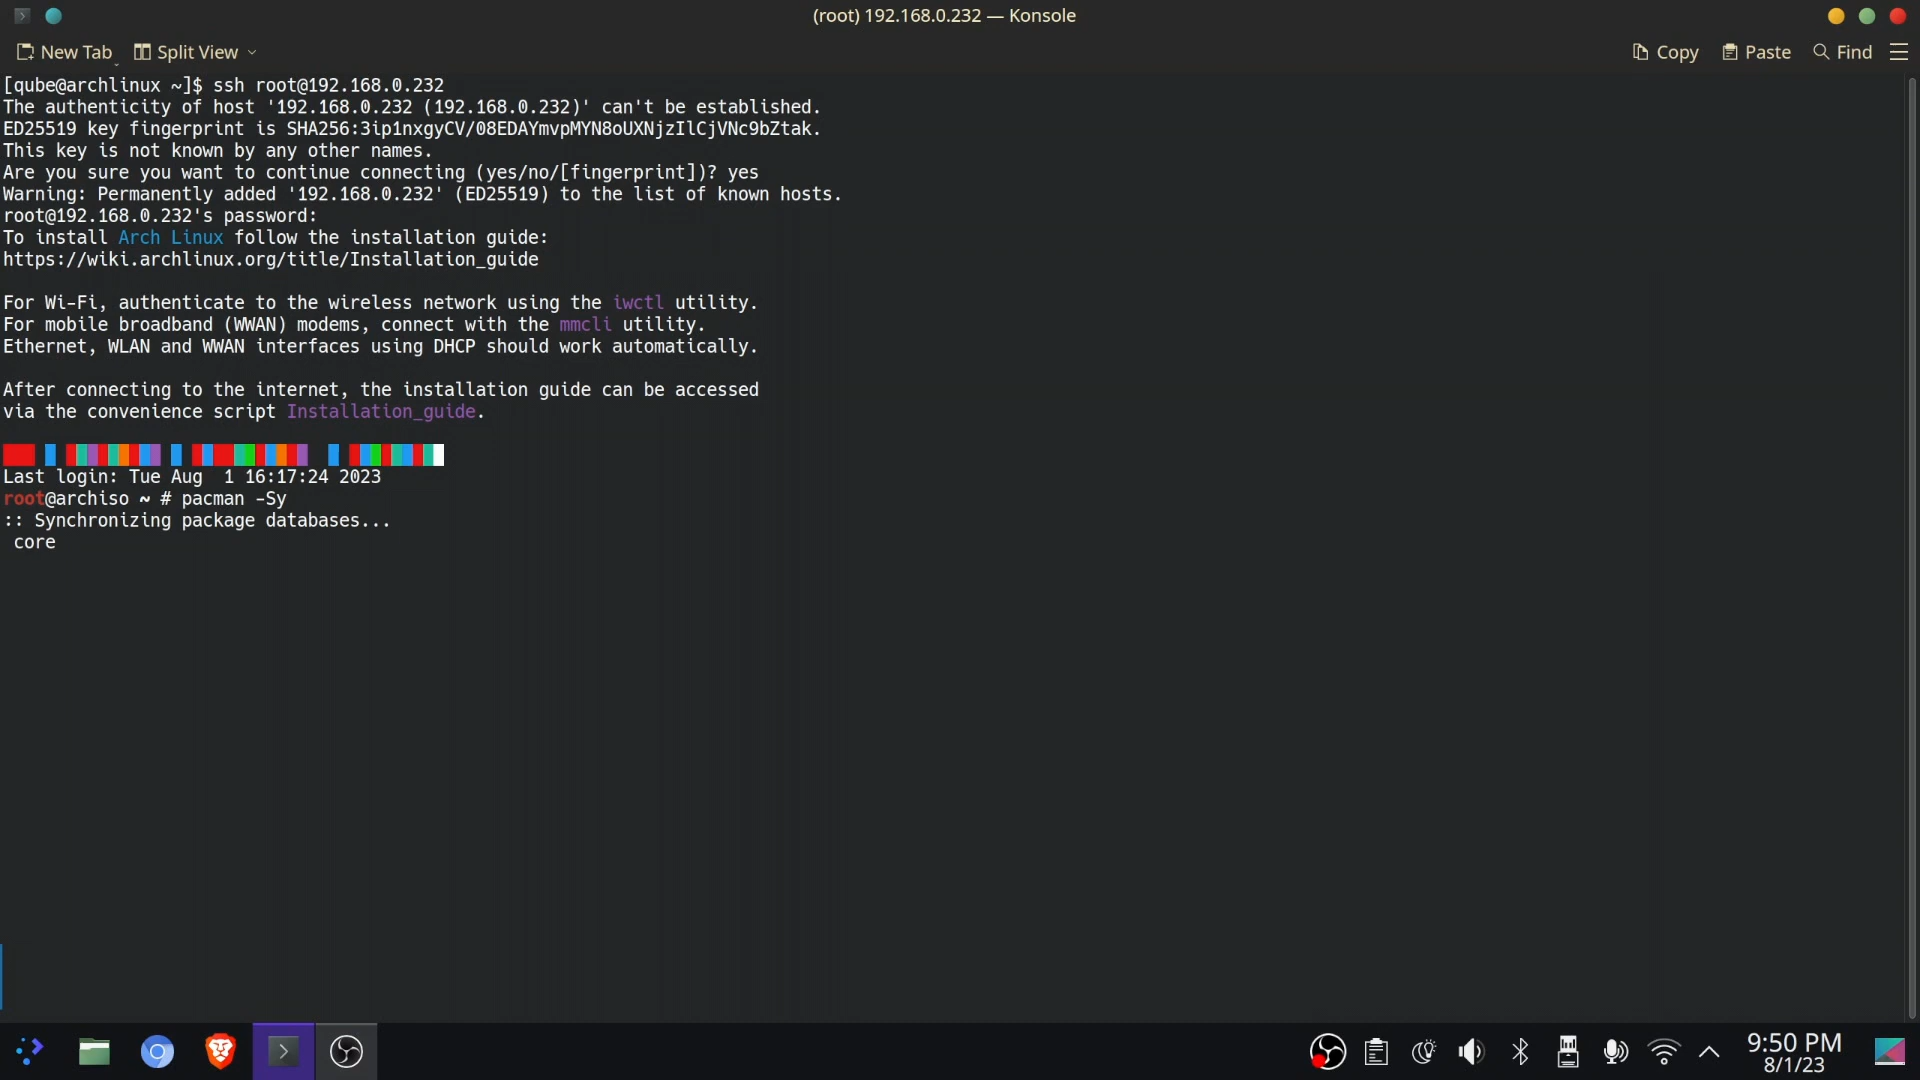 (root) 192.168.0.232 — Konsole
New Tab
Split View
Copy
Paste
Find
[qube@archlinux ~]$ ssh root@192.168.0.232
The authenticity of host '192.168.0.232 (192.168.0.232)' can't be established.
ED25519 key fingerprint is SHA256:3ip1nxgyCV/08EDAYmvpMYN8oUXNjzIlCjVNc9bZtak.
This key is not known by any other names.
Are you sure you want to continue connecting (yes/no/[fingerprint])? yes
Warning: Permanently added '192.168.0.232' (ED25519) to the list of known hosts.
root@192.168.0.232's password:
To install Arch Linux follow the installation guide:
https://wiki.archlinux.org/title/Installation_guide
For Wi-Fi, authenticate to the wireless network using the iwctl utility.
For mobile broadband (WWAN) modems, connect with the mmcli utility.
Ethernet, WLAN and WWAN interfaces using DHCP should work automatically.
After connecting to the internet, the installation guide can be accessed
via the convenience script Installation_guide.
Last login: Tue Aug  1 16:17:24 2023
root@archiso ~ # pacman -Sy
:: Synchronizing package databases...
core
9:50 PM
8/1/23